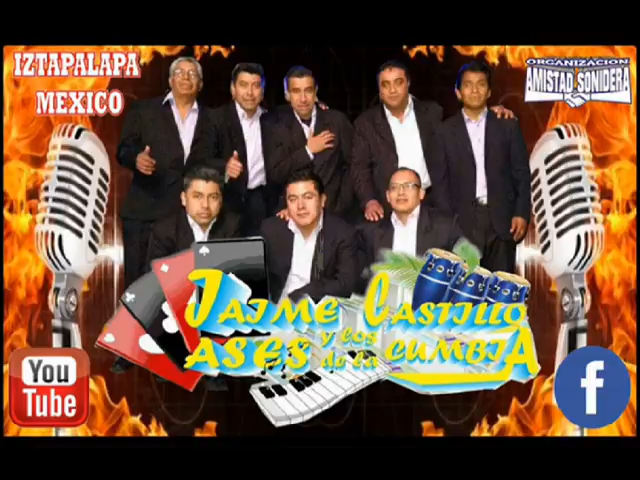 IZTAPALAPA
MEXICO
ORGANIZACION
AMISTAD SONIDERA
JAIME CASTILLO
Y LOS
ASES de la CUMBIA
You
Tube
f